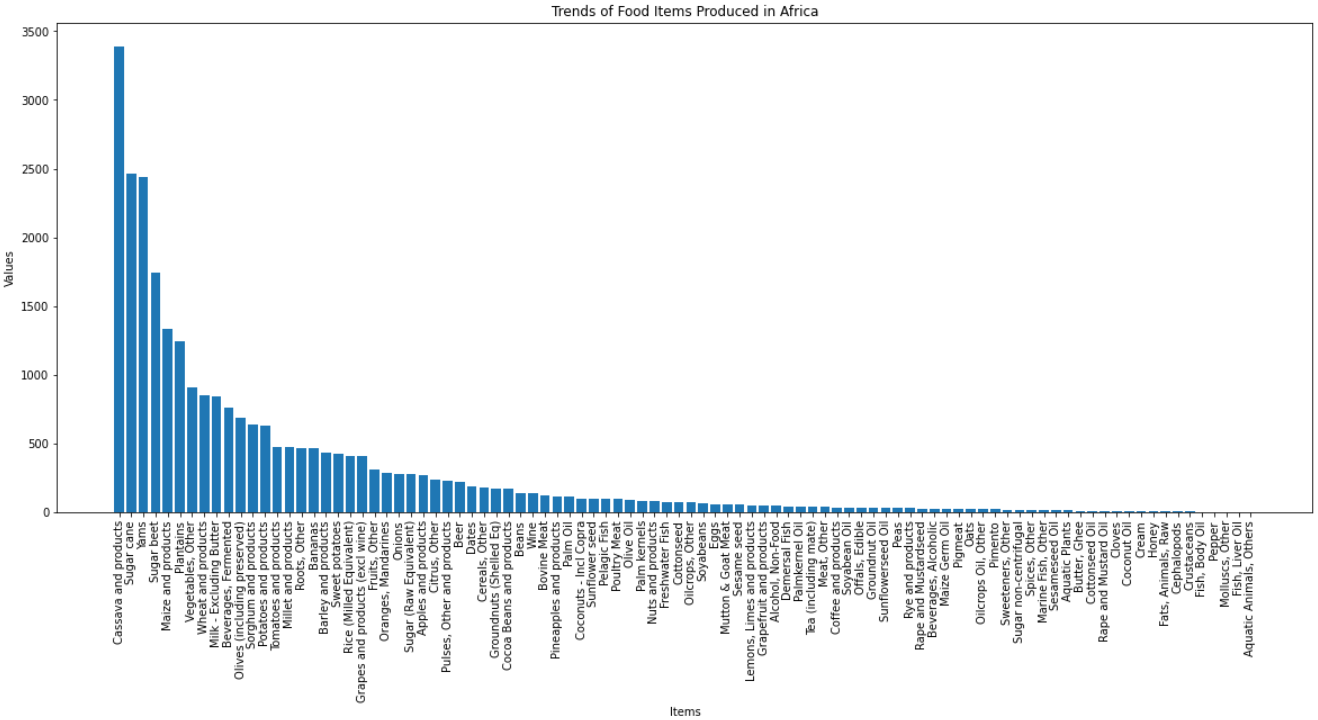 Trends of Food Items Produced in Africa
3500
3000
2500
2000
1500
1000
500
0
Values
Cassava and products
Sugar cane
Yams
Sugar beet
Maize and products
Plantains
Vegetables, Other
Wheat and products
Milk - Excluding Butter
Beverages, Fermented
Olives (including preserved)
Sorghum and products
Potatoes and products
Tomatoes and products
Millet and products
Roots, Other
Bananas
Barley and products
Sweet potatoes
Rice (Milled Equivalent)
Grapes and products (excl wine)
Fruits, Other
Oranges, Mandarines
Onions
Sugar (Raw Equivalent)
Apples and products
Citrus, Other
Pulses, Other and products
Beer
Dates
Cereals, Other
Groundnuts (Shelled Eq)
Cocoa Beans and products
Beans
Wine
Bovine Meat
Pineapples and products
Palm Oil
Coconuts - Incl Copra
Sunflower seed
Pelagic Fish
Poultry Meat
Olive Oil
Palm kernels
Nuts and products
Freshwater Fish
Cottonseed
Oilcrops, Other
Soyabeans
Eggs
Mutton & Goat Meat
Sesame seed
Lemons, Limes and products
Grapefruit and products
Alcohol, Non-Food
Demersal Fish
Palmkernel Oil
Tea (including mate)
Meat, Other
Coffee and products
Soyabean Oil
Offals, Edible
Groundnut Oil
Sunflowerseed Oil
Peas
Rye and products
Rape and Mustardseed
Beverages, Alcoholic
Maize Germ Oil
Pigmeat
Oats
Oilcrops Oil, Other
Pimento
Sweeteners, Other
Sugar non-centrifugal
Spices, Other
Marine Fish, Other
Sesameseed Oil
Aquatic Plants
Butter, Ghee
Cottonseed Oil
Rape and Mustard Oil
Cloves
Coconut Oil
Cream
Honey
Fats, Animals, Raw
Cephalopods
Crustaceans
Fish, Body Oil
Pepper
Molluscs, Other
Fish, Liver Oil
Aquatic Animals, Others
Items